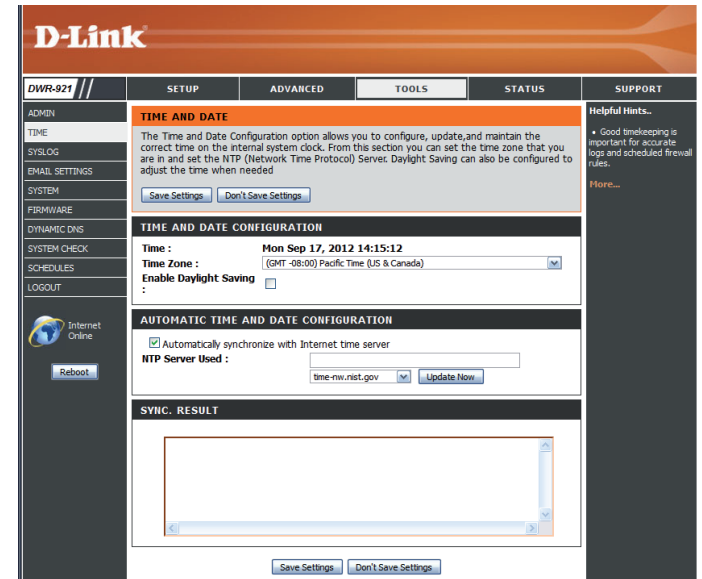 D-Link
DWR-921
SETUP
ADVANCED
TOOLS
STATUS
SUPPORT
ADMIN
TIME
SYSLOG
EMAIL SETTINGS
SYSTEM
FIRMWARE
DYNAMIC DNS
SYSTEM CHECK
SCHEDULES
LOGOUT
Internet
Online
Reboot
TIME AND DATE
The Time and Date Configuration option allows you to configure, update,and maintain the
correct time on the internal system clock. From this section you can set the time zone that you
are in and set the NTP (Network Time Protocol) Server. Daylight Saving can also be configured to
adjust the time when needed
Save Settings
Don't Save Settings
TIME AND DATE CONFIGURATION
Time : Mon Sep 17, 2012 14:15:12
Time Zone : (GMT -08:00) Pacific Time (US & Canada)
Enable Daylight Saving
:
AUTOMATIC TIME AND DATE CONFIGURATION
Automatically synchronize with Internet time server
NTP Server Used :
time-nw.nist.gov
Update Now
SYNC. RESULT
Save Settings
Don't Save Settings
Helpful Hints..
• Good timekeeping is
important for accurate
logs and scheduled firewall
rules.
More...